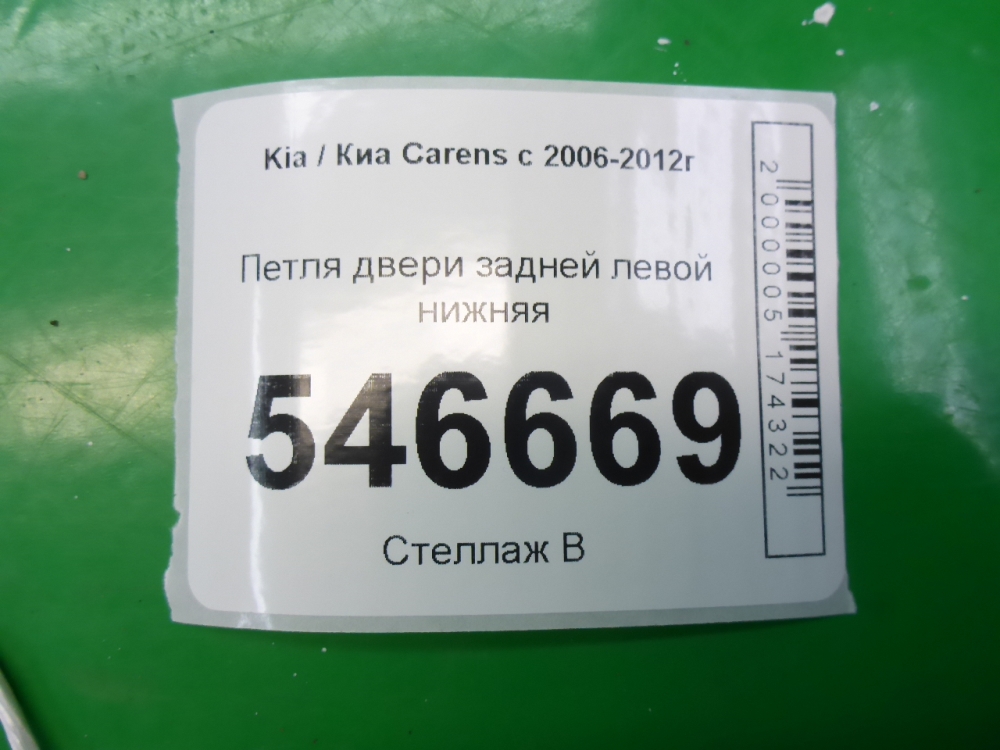 Kia / Киа Carens с 2006-2012г
Петля двери задней левой
нижняя
546669
Стеллаж В
2000005174322